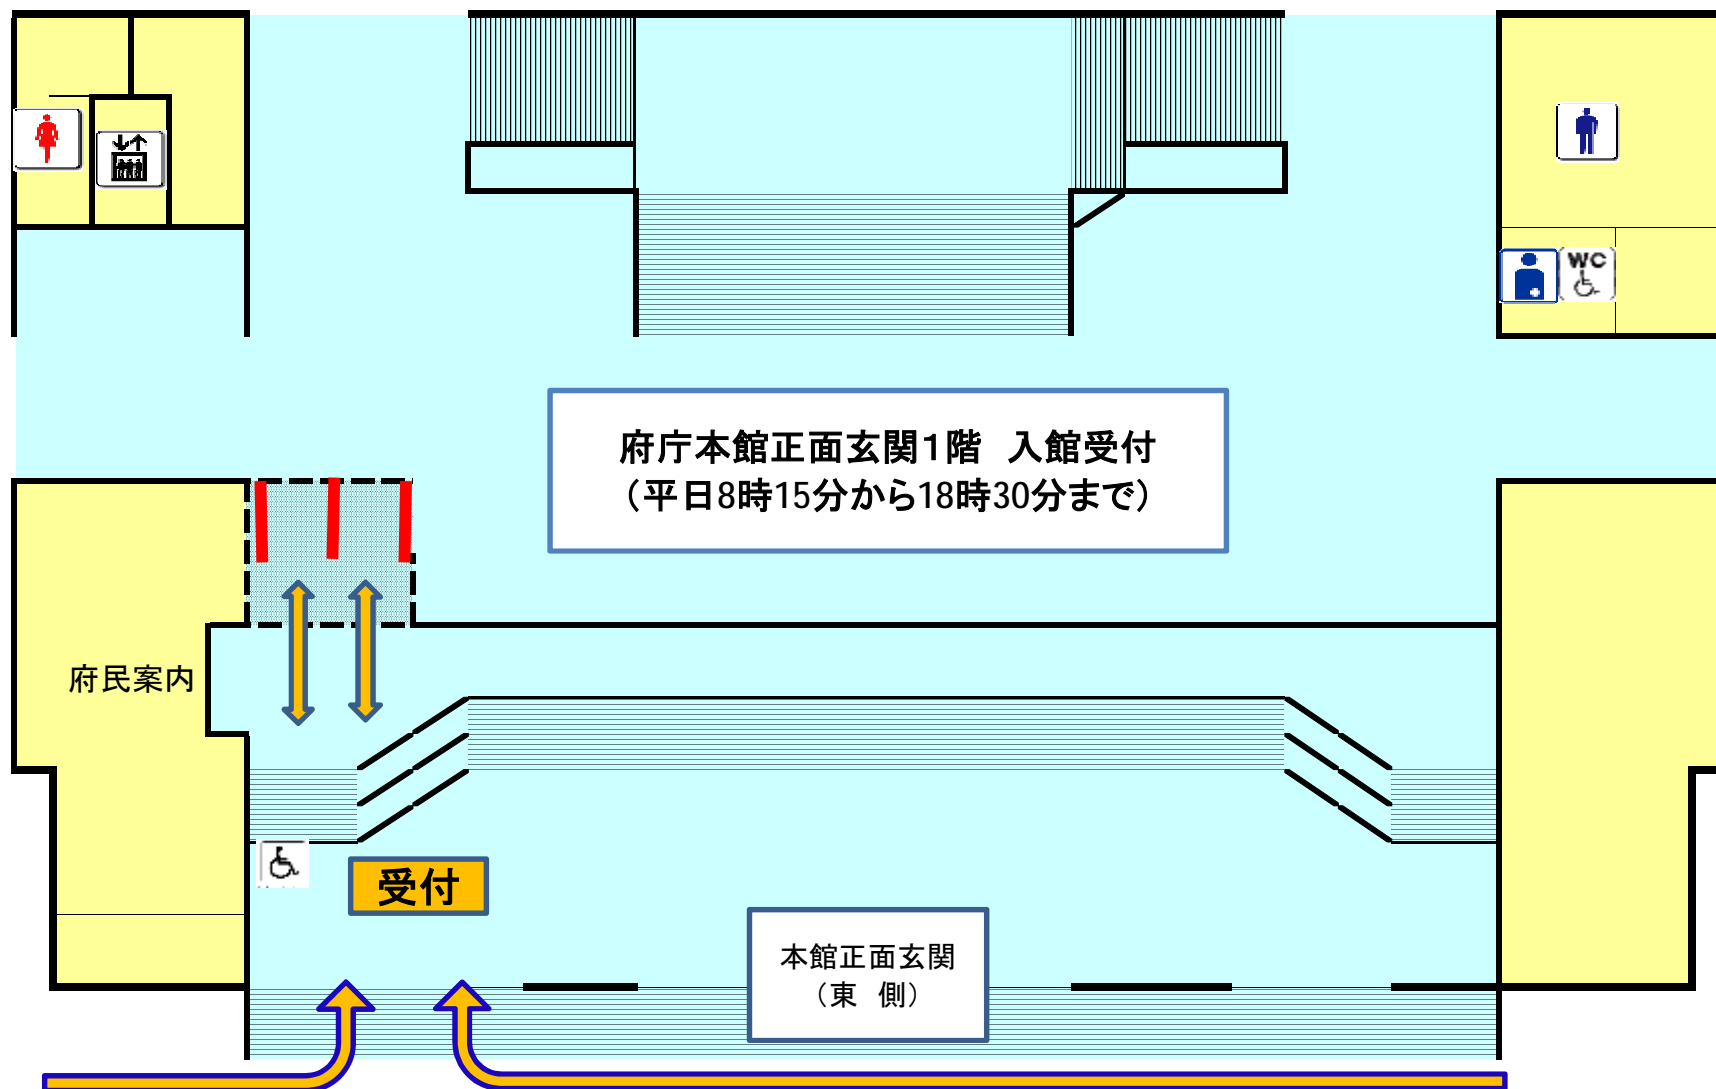 WC
府庁本館正面玄関1階　入館受付
（平日8時15分から18時30分まで）
府民案内
受付
本館正面玄関
（東　側）